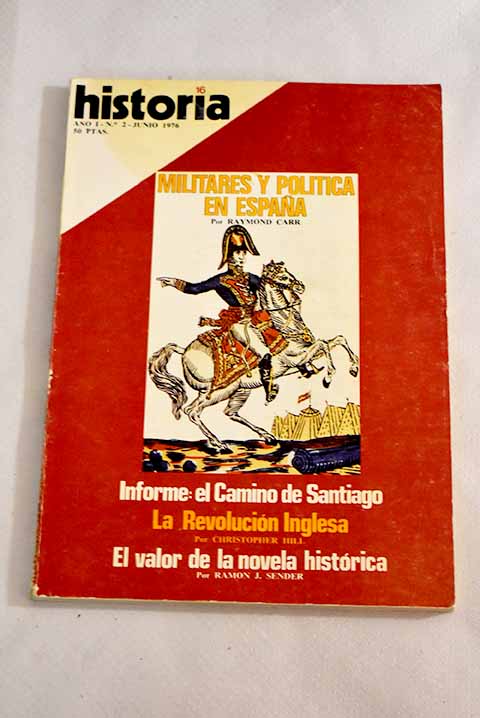 historia
16
AÑO I - N.º 2 - JUNIO 1976
50 PTAS.
MILITARES Y POLITICA
EN ESPAÑA
Por RAYMOND CARR
Informe: el Camino de Santiago
La Revolución Inglesa
Por CHRISTOPHER HILL
El valor de la novela histórica
Por RAMON J. SENDER